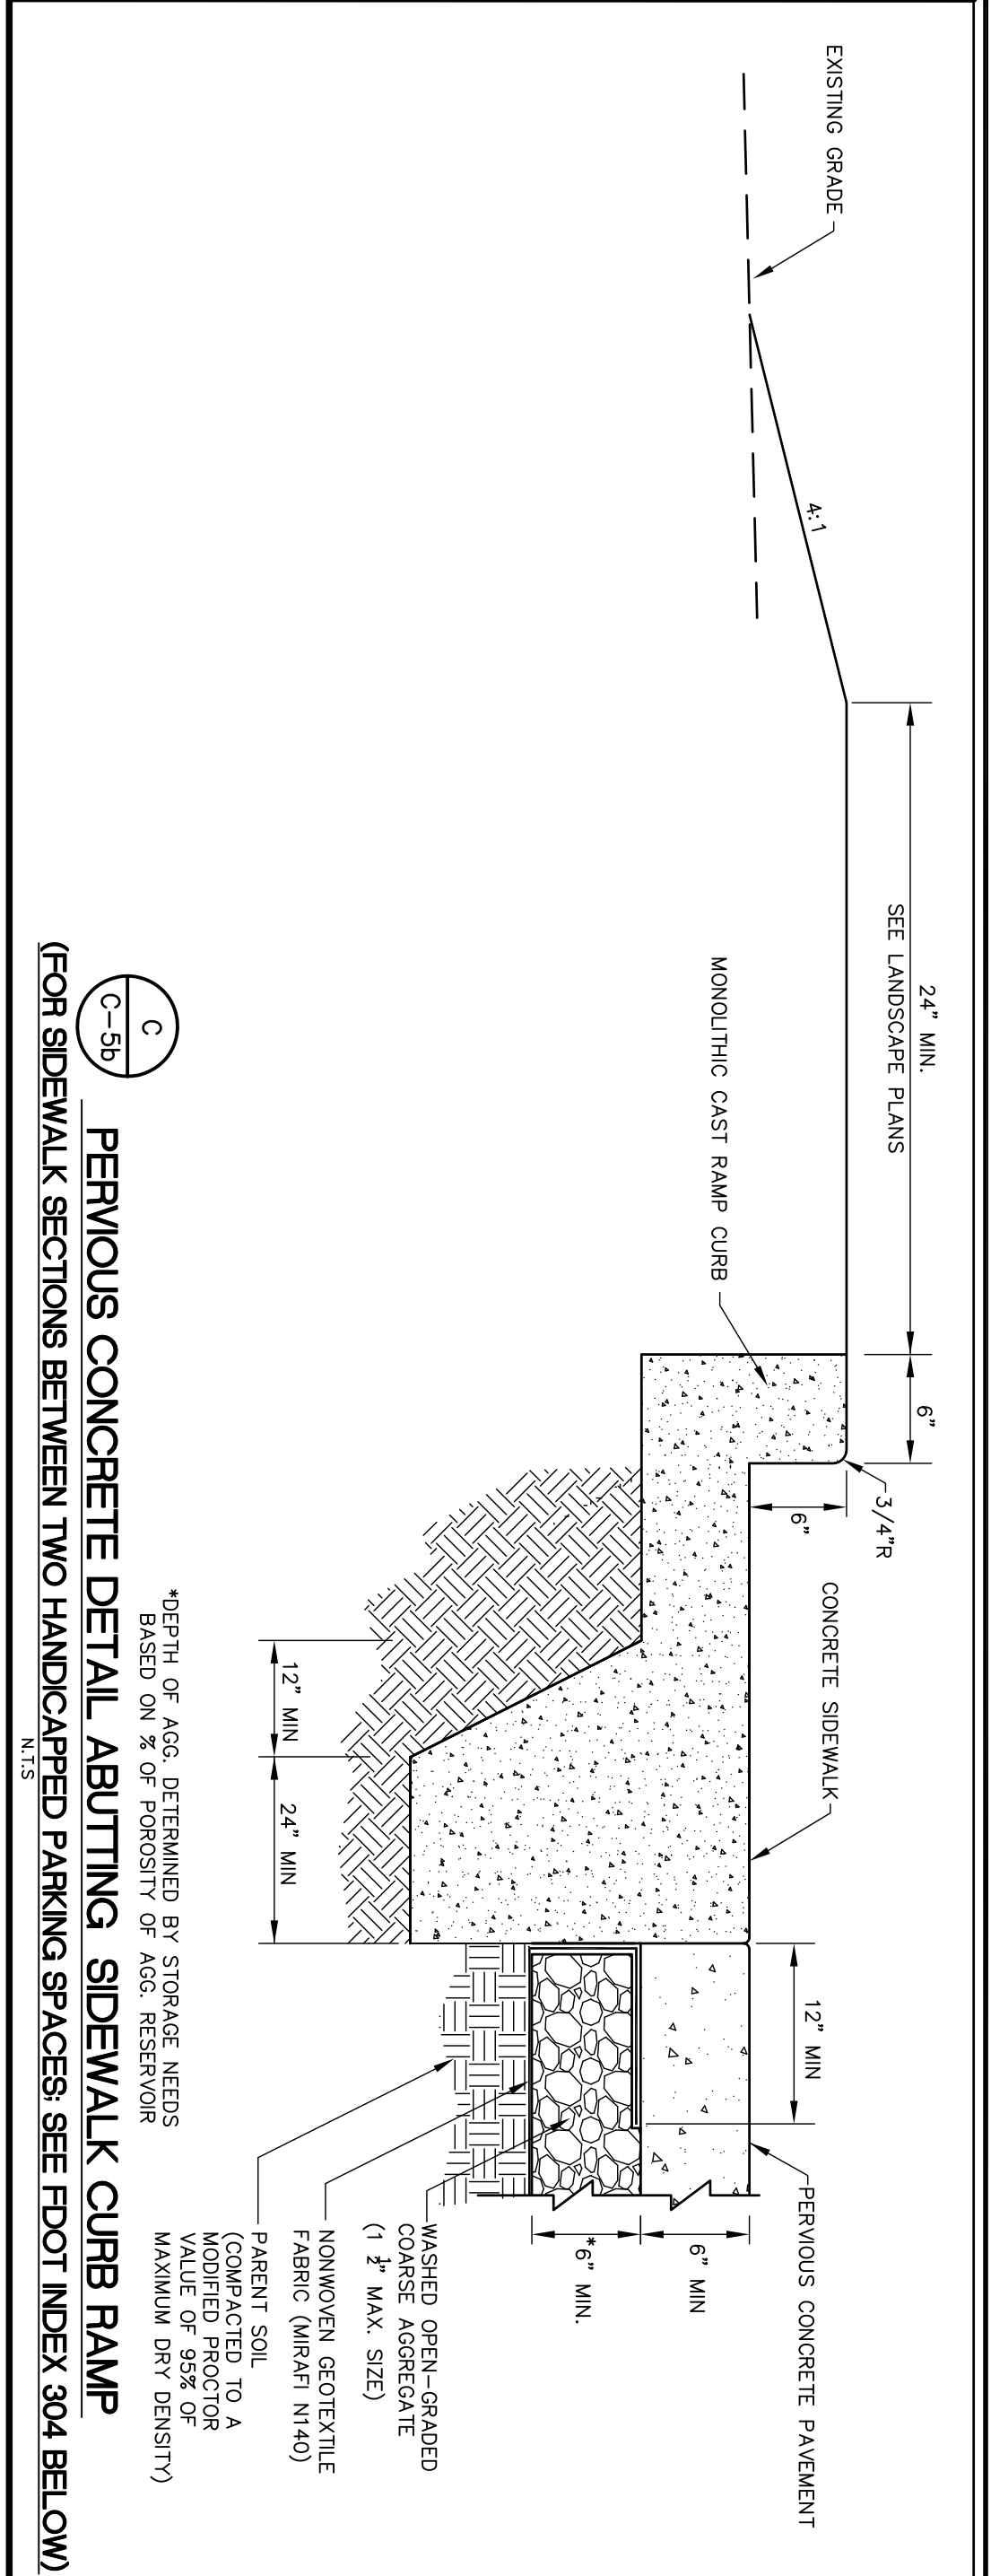 EXISTING GRADE
4:1
24" MIN.
SEE LANDSCAPE PLANS
6"
3/4"R
6"
MONOLITHIC CAST RAMP CURB
CONCRETE SIDEWALK
12" MIN
PERVIOUS CONCRETE PAVEMENT
6" MIN
*6" MIN.
12" MIN
24" MIN
WASHED OPEN-GRADED
COARSE AGGREGATE
(1 1/2" MAX. SIZE)
NONWOVEN GEOTEXTILE
FABRIC (MIRAFI N140)
PARENT SOIL
(COMPACTED TO A
MODIFIED PROCTOR
VALUE OF 95% OF
MAXIMUM DRY DENSITY)
*DEPTH OF AGG. DETERMINED BY STORAGE NEEDS
BASED ON % OF POROSITY OF AGG. RESERVOIR
C
C-5b
PERVIOUS CONCRETE DETAIL ABUTTING SIDEWALK CURB RAMP
(FOR SIDEWALK SECTIONS BETWEEN TWO HANDICAPPED PARKING SPACES; SEE FDOT INDEX 304 BELOW)
N.T.S